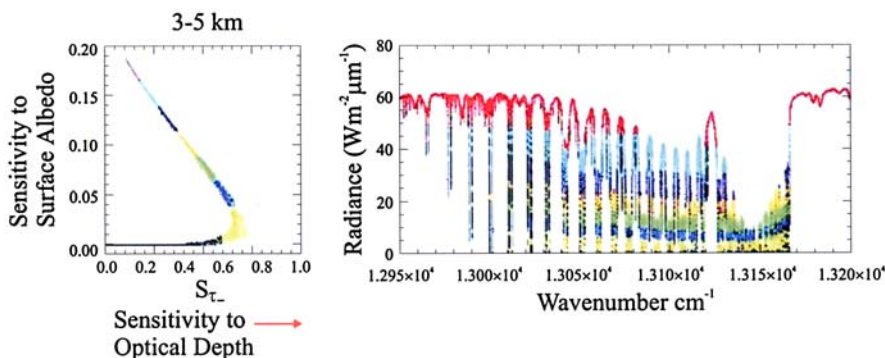 3-5 km
Sensitivity to
Surface Albedo
0.20
0.15
0.10
0.05
0.00
0.0 0.2 0.4 0.6 0.8 1.0
Sτ_
Sensitivity to
Optical Depth
Radiance (Wm⁻²μm⁻¹)
80
60
40
20
0
1.295×10⁴ 1.300×10⁴ 1.305×10⁴ 1.310×10⁴ 1.315×10⁴ 1.320×10⁴
Wavenumber cm⁻¹